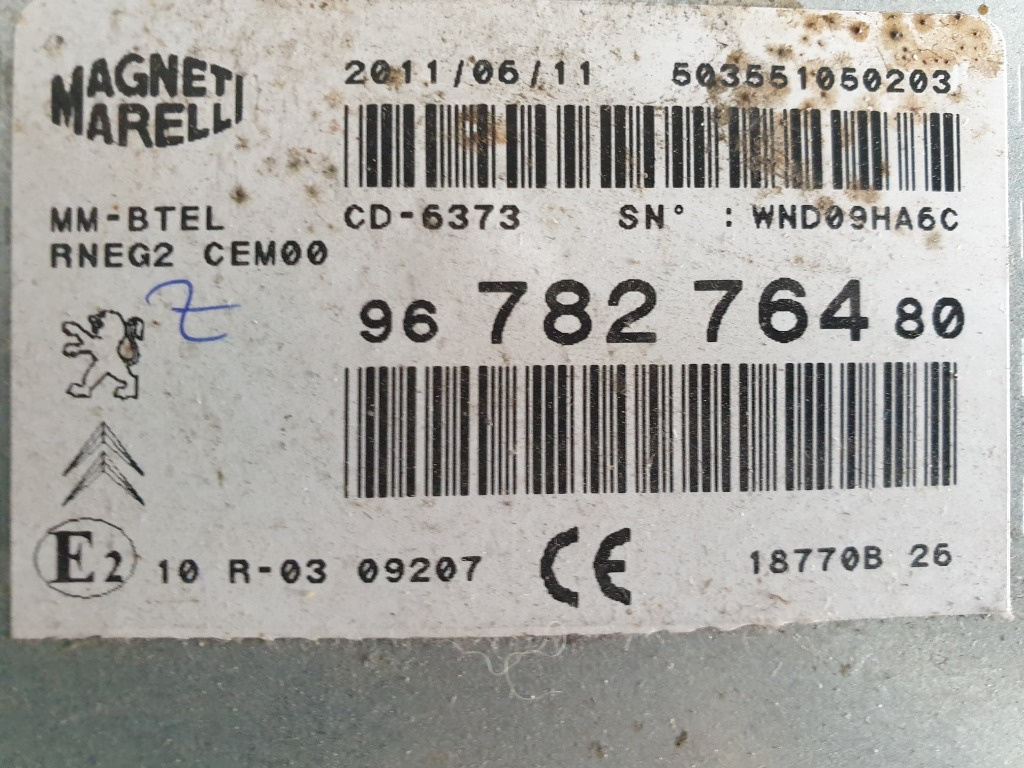 MAGNETI
MARELLI
2011/06/11 503551050203
MM-BTEL CD-6373 SN° : WND09HA6C
RNEG2 CEM00
Z
96 782 764 80
E2 10 R-03 09207 CE 18770B 26